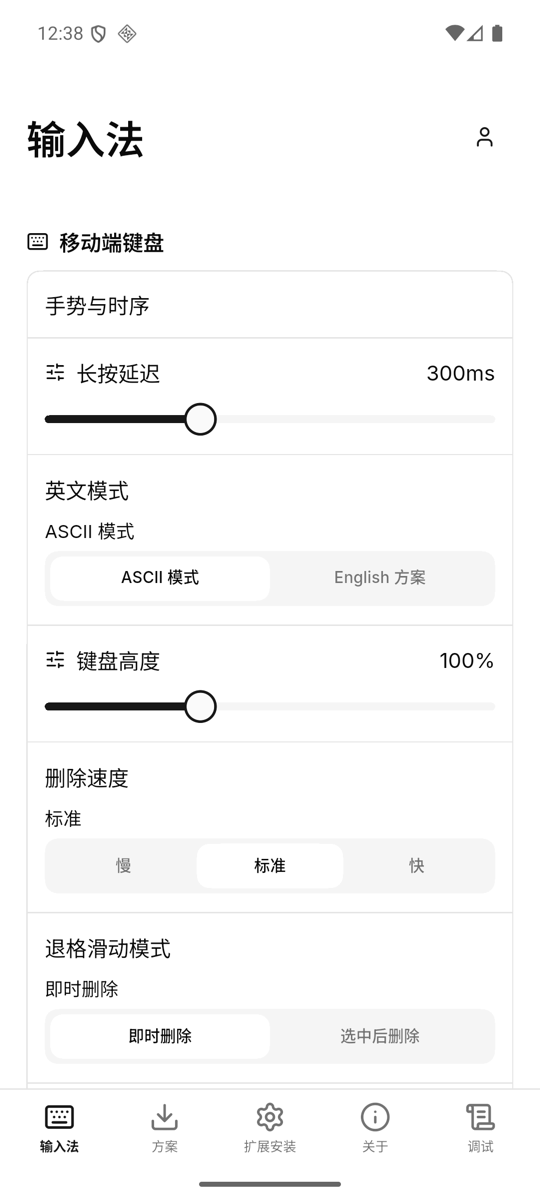 12:38
输入法
移动端键盘
手势与时序
长按延迟 300ms
英文模式
ASCII 模式
ASCII 模式 English 方案
键盘高度 100%
删除速度
标准
慢 标准 快
退格滑动模式
即时删除
即时删除 选中后删除
输入法 方案 扩展安装 关于 调试